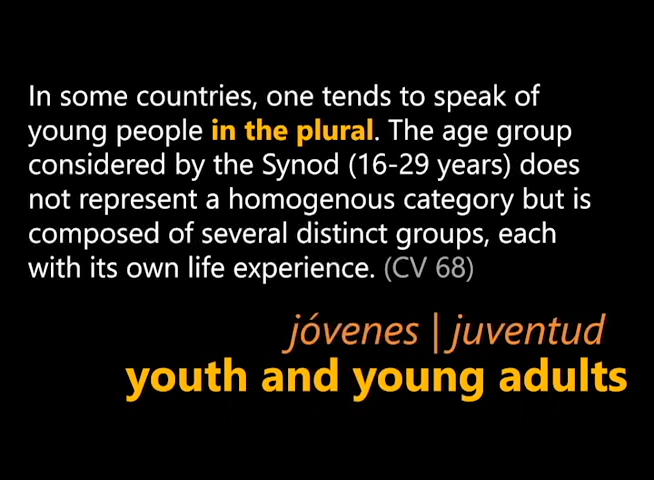 In some countries, one tends to speak of
young people in the plural. The age group
considered by the Synod (16-29 years) does
not represent a homogenous category but is
composed of several distinct groups, each
with its own life experience. (CV 68)
jóvenes | juventud
youth and young adults